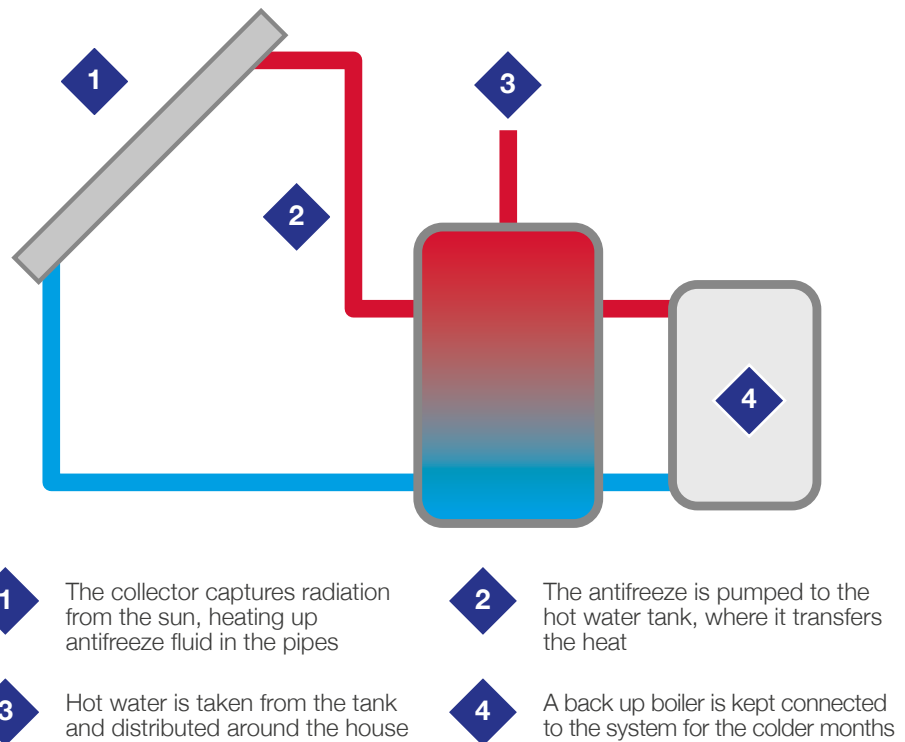 1
3
2
4
1
The collector captures radiation
from the sun, heating up
antifreeze fluid in the pipes
2
The antifreeze is pumped to the
hot water tank, where it transfers
the heat
3
Hot water is taken from the tank
and distributed around the house
4
A back up boiler is kept connected
to the system for the colder months